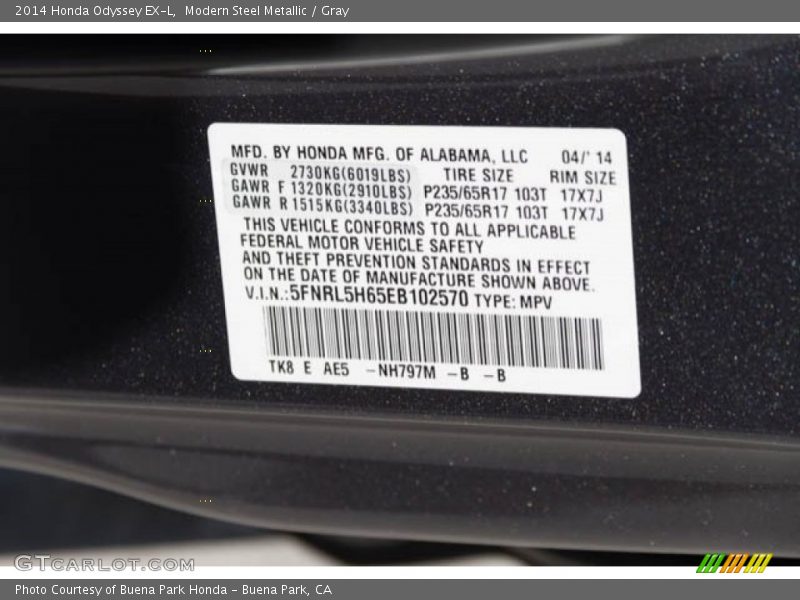 2014 Honda Odyssey EX-L, Modern Steel Metallic / Gray
MFD. BY HONDA MFG. OF ALABAMA, LLC 04/' 14
GVWR 2730KG(6019LBS) TIRE SIZE RIM SIZE
GAWR F 1320KG(2910LBS) P235/65R17 103T 17X7J
GAWR R 1515KG(3340LBS) P235/65R17 103T 17X7J
THIS VEHICLE CONFORMS TO ALL APPLICABLE
FEDERAL MOTOR VEHICLE SAFETY
AND THEFT PREVENTION STANDARDS IN EFFECT
ON THE DATE OF MANUFACTURE SHOWN ABOVE.
V.I.N.:5FNRL5H65EB102570 TYPE: MPV
TK8 E AE5 -NH797M -B -B
GTCARLOT.COM
Photo Courtesy of Buena Park Honda - Buena Park, CA